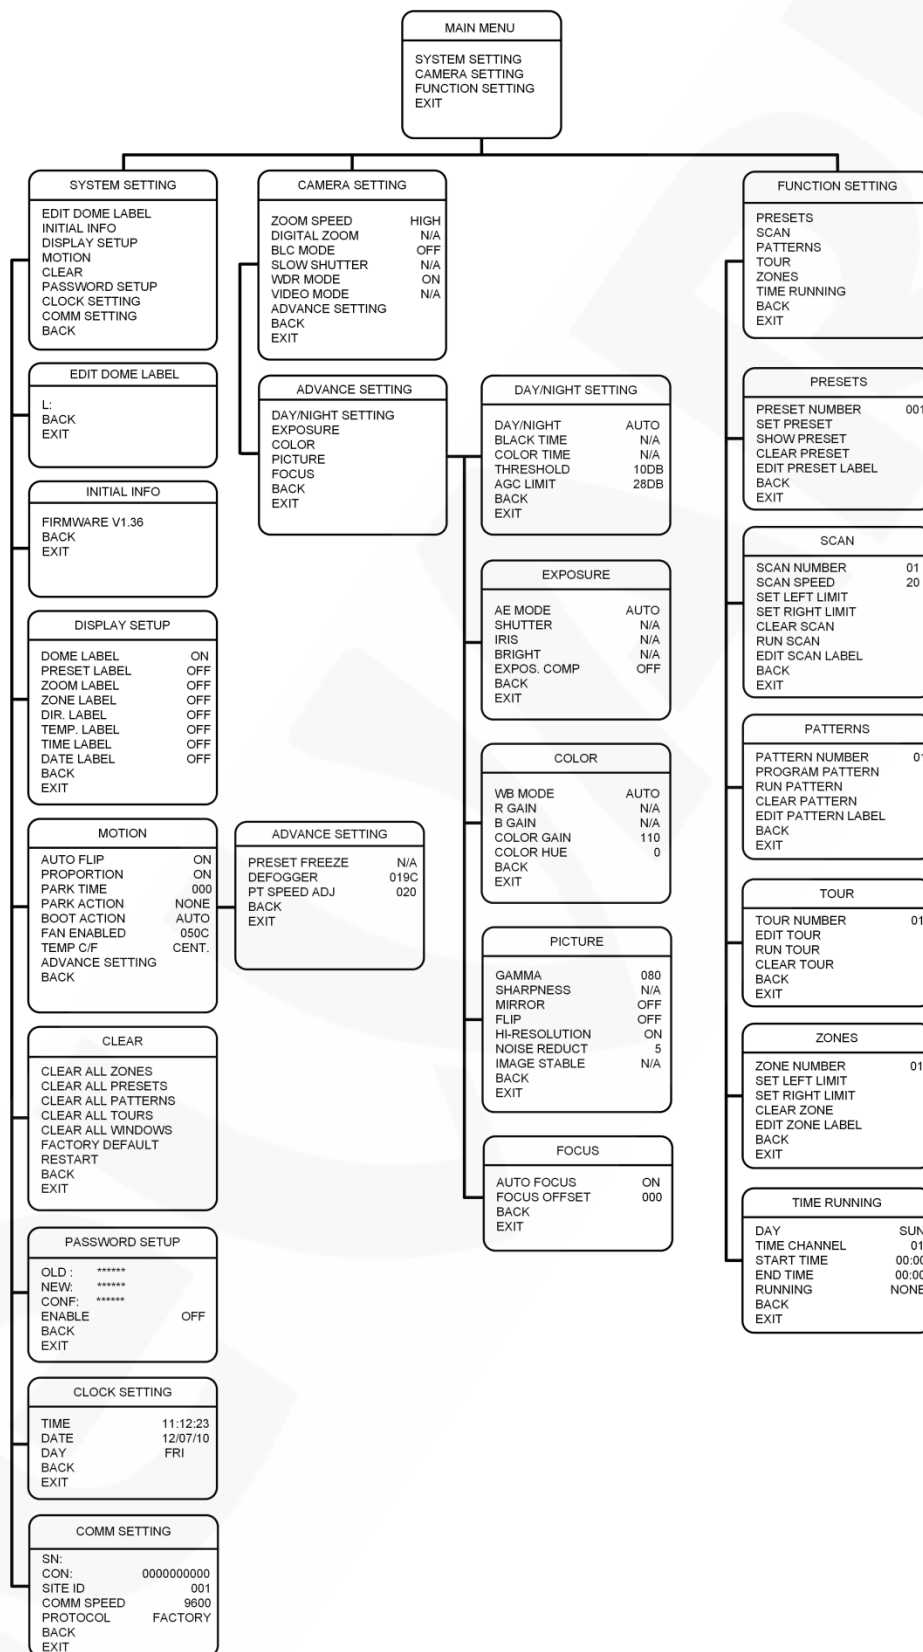 MAIN MENU
SYSTEM SETTING
CAMERA SETTING
FUNCTION SETTING
EXIT
SYSTEM SETTING
EDIT DOME LABEL
INITIAL INFO
DISPLAY SETUP
MOTION
CLEAR
PASSWORD SETUP
CLOCK SETTING
COMM SETTING
BACK
EDIT DOME LABEL
L:
BACK
EXIT
INITIAL INFO
FIRMWARE V1.36
BACK
EXIT
DISPLAY SETUP
DOME LABEL ON
PRESET LABEL OFF
ZOOM LABEL OFF
ZONE LABEL OFF
DIR. LABEL OFF
TEMP. LABEL OFF
TIME LABEL OFF
DATE LABEL OFF
BACK
EXIT
MOTION
AUTO FLIP ON
PROPORTION ON
PARK TIME 000
PARK ACTION NONE
BOOT ACTION AUTO
FAN ENABLED 050C
TEMP C/F CENT.
ADVANCE SETTING
BACK
ADVANCE SETTING
PRESET FREEZE N/A
DEFOGGER 019C
PT SPEED ADJ 020
BACK
EXIT
CLEAR
CLEAR ALL ZONES
CLEAR ALL PRESETS
CLEAR ALL PATTERNS
CLEAR ALL TOURS
CLEAR ALL WINDOWS
FACTORY DEFAULT
RESTART
BACK
EXIT
PASSWORD SETUP
OLD : ******
NEW: ******
CONF: ******
ENABLE OFF
BACK
EXIT
CLOCK SETTING
TIME 11:12:23
DATE 12/07/10
DAY FRI
BACK
EXIT
COMM SETTING
SN:
CON: 0000000000
SITE ID 001
COMM SPEED 9600
PROTOCOL FACTORY
BACK
EXIT
CAMERA SETTING
ZOOM SPEED HIGH
DIGITAL ZOOM N/A
BLC MODE OFF
SLOW SHUTTER N/A
WDR MODE ON
VIDEO MODE N/A
ADVANCE SETTING
BACK
EXIT
ADVANCE SETTING
DAY/NIGHT SETTING
EXPOSURE
COLOR
PICTURE
FOCUS
BACK
EXIT
DAY/NIGHT SETTING
DAY/NIGHT AUTO
BLACK TIME N/A
COLOR TIME N/A
THRESHOLD 10DB
AGC LIMIT 28DB
BACK
EXIT
EXPOSURE
AE MODE AUTO
SHUTTER N/A
IRIS N/A
BRIGHT N/A
EXPOS. COMP OFF
BACK
EXIT
COLOR
WB MODE AUTO
R GAIN N/A
B GAIN N/A
COLOR GAIN 110
COLOR HUE 0
BACK
EXIT
PICTURE
GAMMA 080
SHARPNESS N/A
MIRROR OFF
FLIP OFF
HI-RESOLUTION ON
NOISE REDUCT 5
IMAGE STABLE N/A
BACK
EXIT
FOCUS
AUTO FOCUS ON
FOCUS OFFSET 000
BACK
EXIT
FUNCTION SETTING
PRESETS
SCAN
PATTERNS
TOUR
ZONES
TIME RUNNING
BACK
EXIT
PRESETS
PRESET NUMBER 001
SET PRESET
SHOW PRESET
CLEAR PRESET
EDIT PRESET LABEL
BACK
EXIT
SCAN
SCAN NUMBER 01
SCAN SPEED 20
SET LEFT LIMIT
SET RIGHT LIMIT
CLEAR SCAN
RUN SCAN
EDIT SCAN LABEL
BACK
EXIT
PATTERNS
PATTERN NUMBER 01
PROGRAM PATTERN
RUN PATTERN
CLEAR PATTERN
EDIT PATTERN LABEL
BACK
EXIT
TOUR
TOUR NUMBER 01
EDIT TOUR
RUN TOUR
CLEAR TOUR
BACK
EXIT
ZONES
ZONE NUMBER 01
SET LEFT LIMIT
SET RIGHT LIMIT
CLEAR ZONE
EDIT ZONE LABEL
BACK
EXIT
TIME RUNNING
DAY SUN
TIME CHANNEL 01
START TIME 00:00
END TIME 00:00
RUNNING NONE
BACK
EXIT